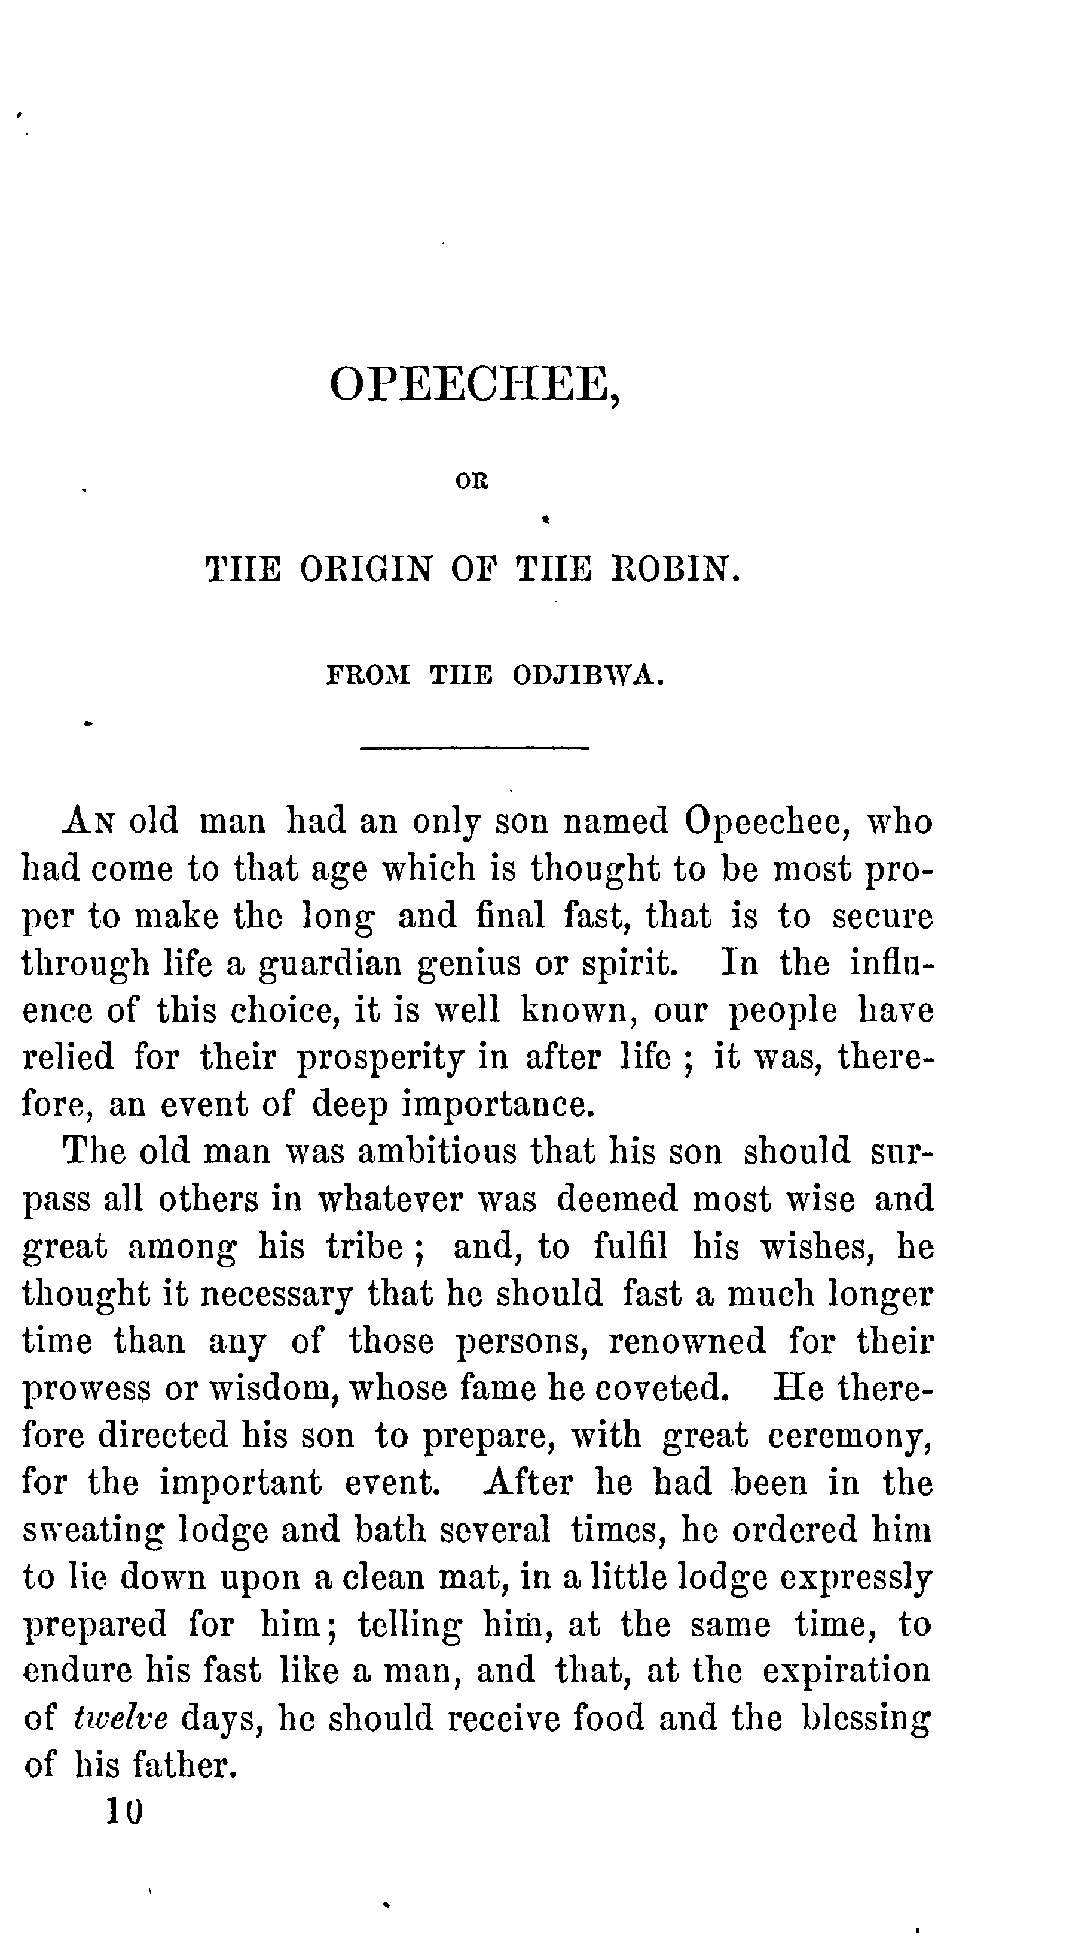 OPEECHEE,
OR
THE ORIGIN OF THE ROBIN.
FROM THE ODJIBWA.
AN old man had an only son named Opeechee, who
had come to that age which is thought to be most pro-
per to make the long and final fast, that is to secure
through life a guardian genius or spirit. In the influ-
ence of this choice, it is well known, our people have
relied for their prosperity in after life ; it was, there-
fore, an event of deep importance.
The old man was ambitious that his son should sur-
pass all others in whatever was deemed most wise and
great among his tribe ; and, to fulfil his wishes, he
thought it necessary that he should fast a much longer
time than any of those persons, renowned for their
prowess or wisdom, whose fame he coveted. He there-
fore directed his son to prepare, with great ceremony,
for the important event. After he had been in the
sweating lodge and bath several times, he ordered him
to lie down upon a clean mat, in a little lodge expressly
prepared for him; telling him, at the same time, to
endure his fast like a man, and that, at the expiration
of twelve days, he should receive food and the blessing
of his father.
10